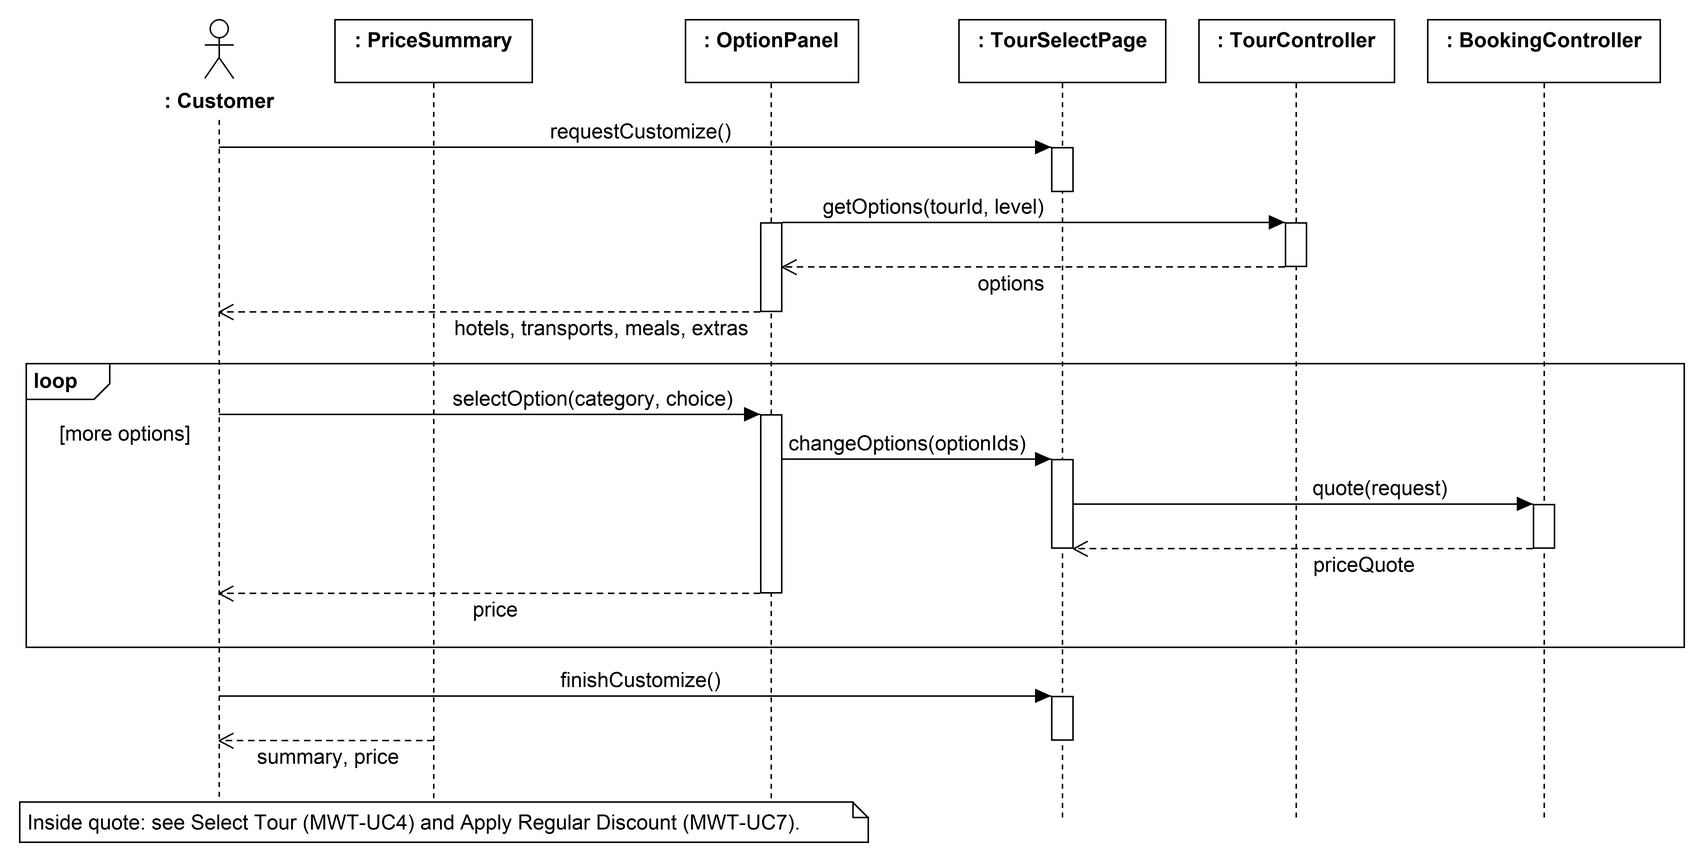 : PriceSummary
: OptionPanel
: TourSelectPage
: TourController
: BookingController
: Customer
requestCustomize()
getOptions(tourId, level)
options
hotels, transports, meals, extras
loop
selectOption(category, choice)
[more options]
changeOptions(optionIds)
quote(request)
priceQuote
price
finishCustomize()
summary, price
Inside quote: see Select Tour (MWT-UC4) and Apply Regular Discount (MWT-UC7).